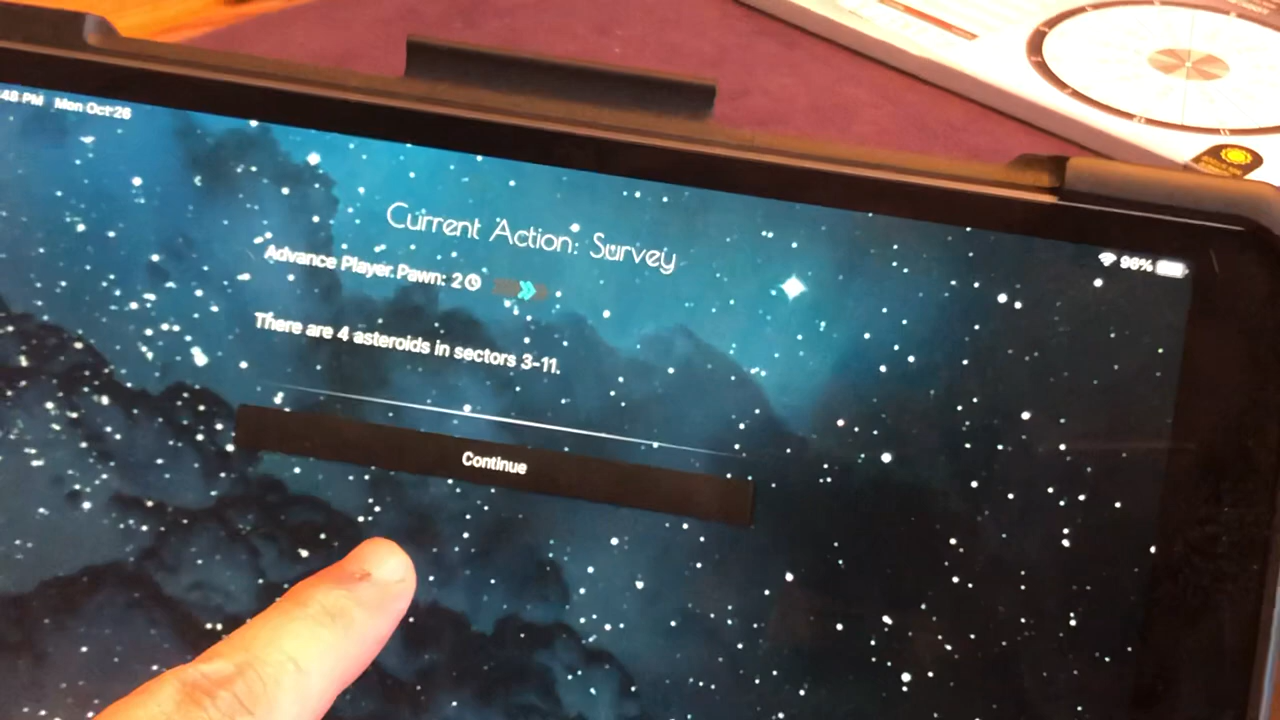 :48 PM Mon Oct 26
96%
Current Action: Survey
Advance Player Pawn: 2
There are 4 asteroids in sectors 3-11.
Continue